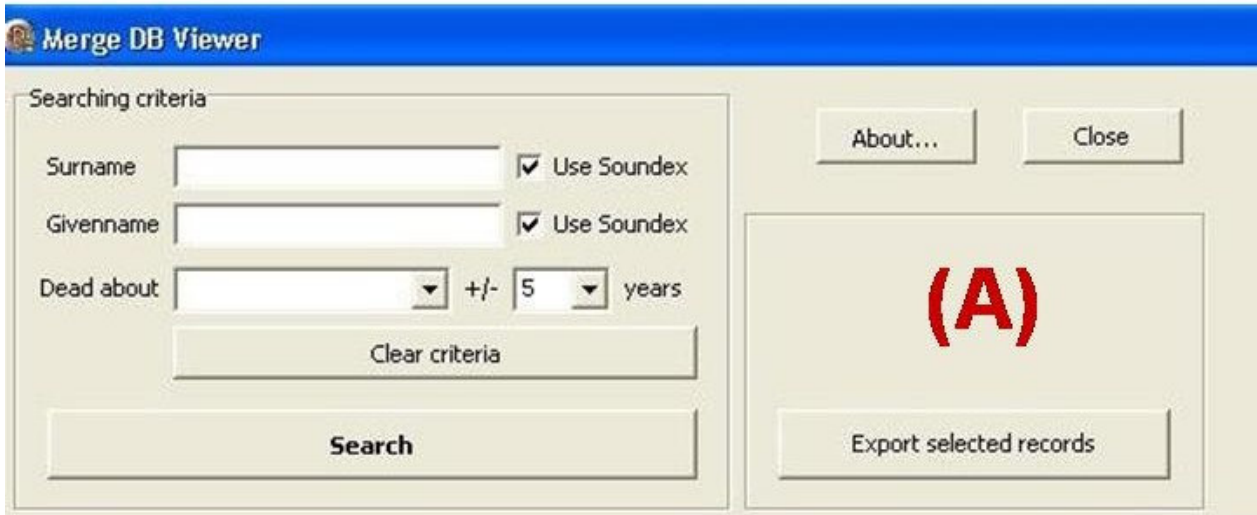 Merge DB Viewer
Searching criteria
Surname Use Soundex
Givenname Use Soundex
Dead about +/- 5 years
Clear criteria
Search
About... Close
(A)
Export selected records